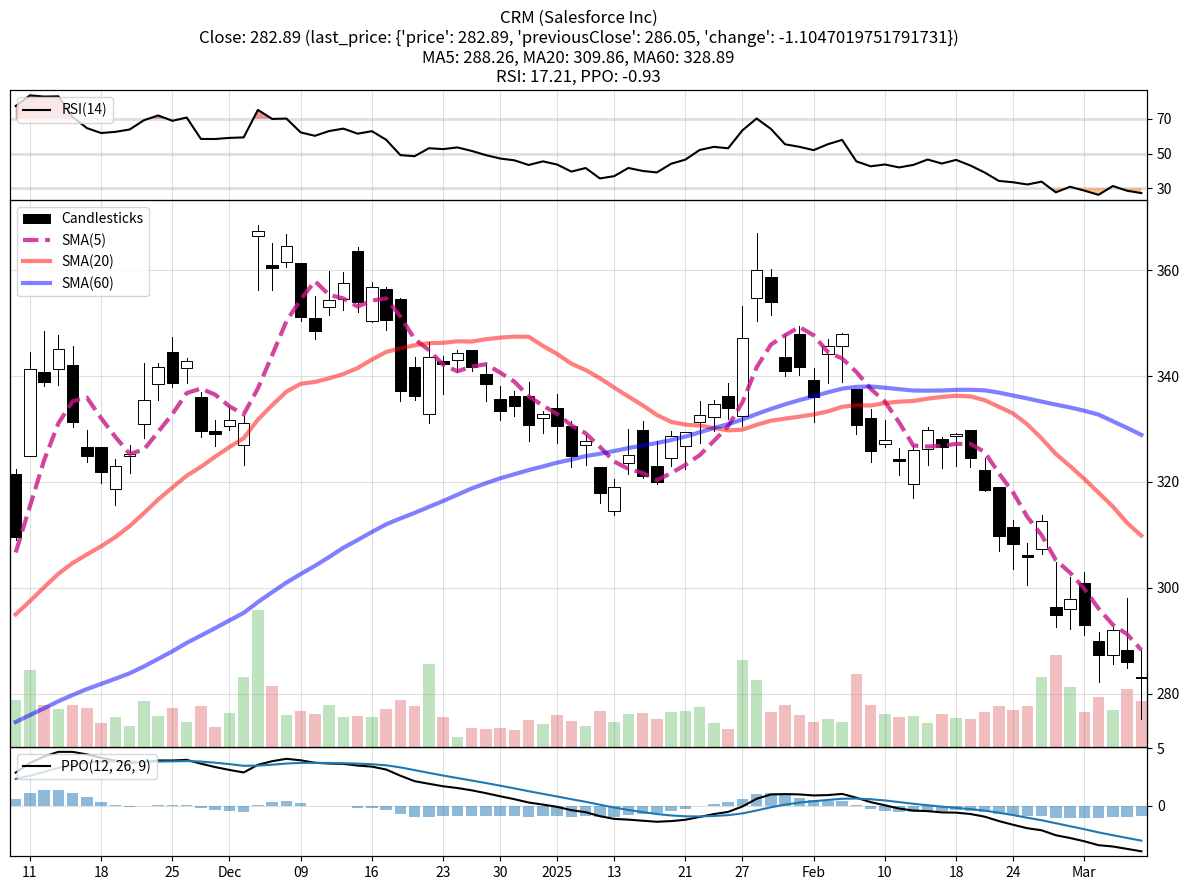 CRM (Salesforce Inc)
Close: 282.89 (last_price: {'price': 282.89, 'previousClose': 286.05, 'change': -1.1047019751791731})
MA5: 288.26, MA20: 309.86, MA60: 328.89
RSI: 17.21, PPO: -0.93
RSI(14)
70
50
30
Candlesticks
SMA(5)
SMA(20)
SMA(60)
360
340
320
300
280
PPO(12, 26, 9)
5
0
11 18 25 Dec 09 16 23 30 2025 13 21 27 Feb 10 18 24 Mar